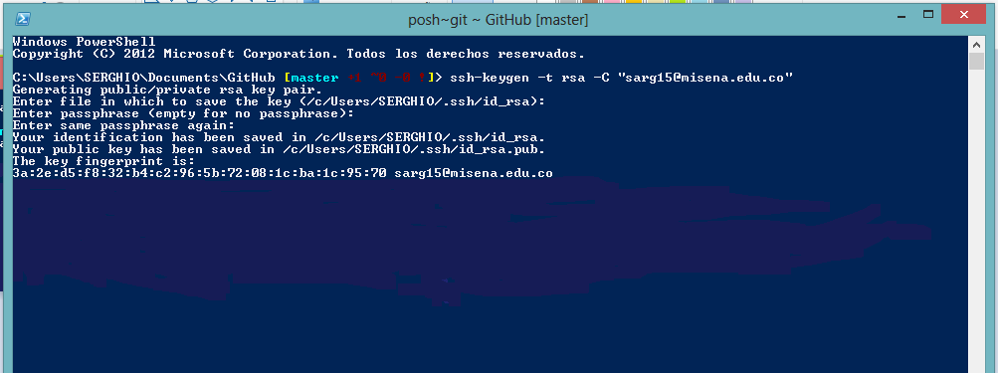 posh~git ~ GitHub [master]
Windows PowerShell
Copyright (C) 2012 Microsoft Corporation. Todos los derechos reservados.
C:\Users\SERGHIO\Documents\GitHub [master +1 ~0 -0 !]> ssh-keygen -t rsa -C "sarg15@misena.edu.co"
Generating public/private rsa key pair.
Enter file in which to save the key (/c/Users/SERGHIO/.ssh/id_rsa):
Enter passphrase (empty for no passphrase):
Enter same passphrase again:
Your identification has been saved in /c/Users/SERGHIO/.ssh/id_rsa.
Your public key has been saved in /c/Users/SERGHIO/.ssh/id_rsa.pub.
The key fingerprint is:
3a:2e:d5:f8:32:b4:c2:96:5b:72:08:1c:ba:1c:95:70 sarg15@misena.edu.co